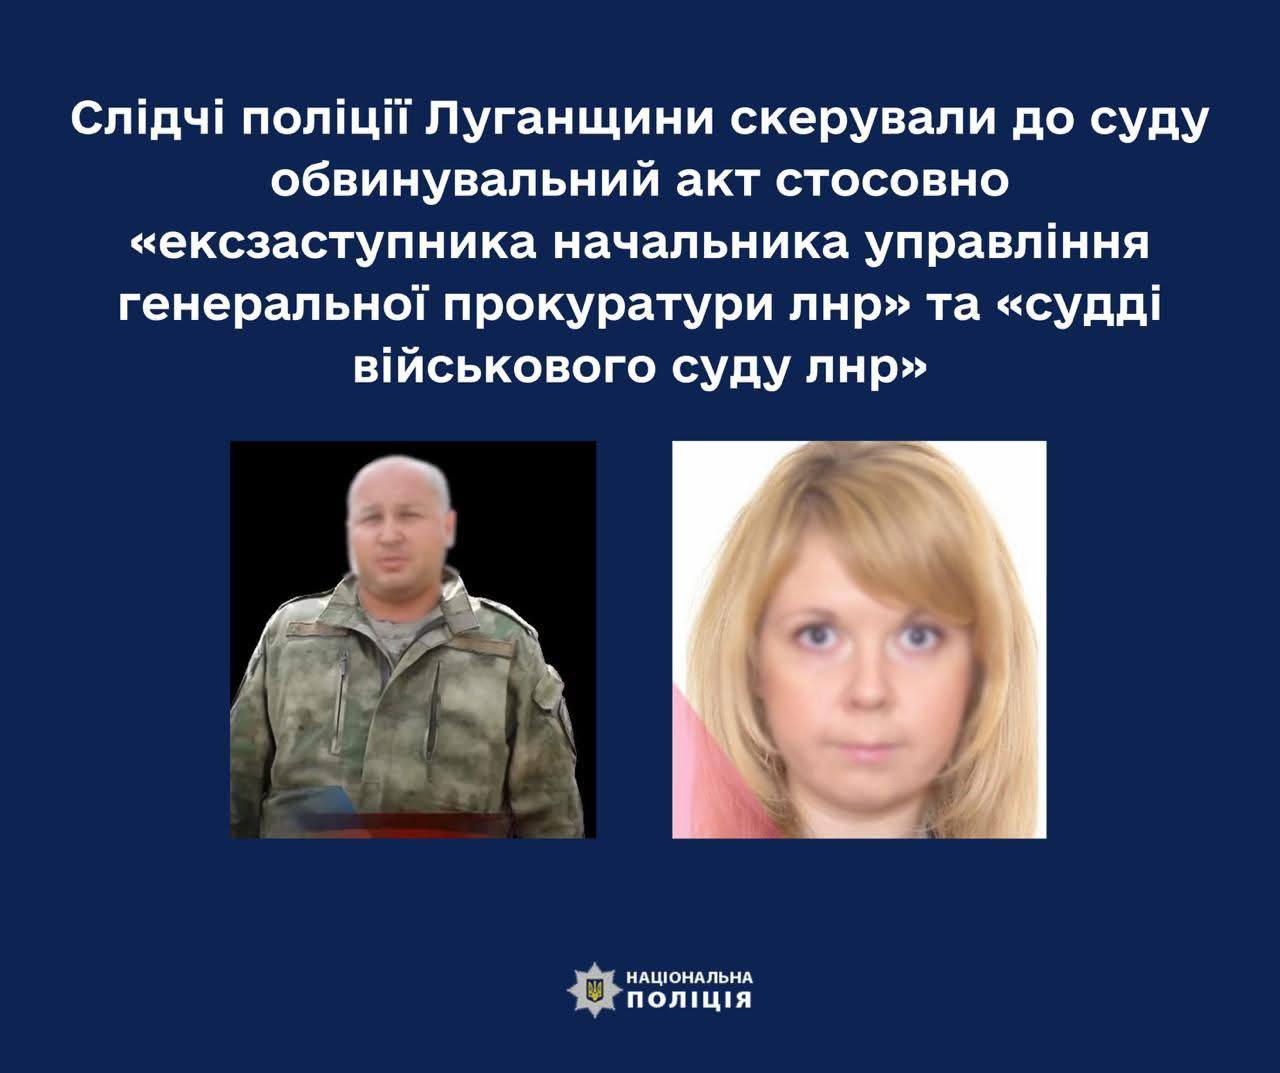 Слідчі поліції Луганщини скерували до суду
обвинувальний акт стосовно
«ексзаступника начальника управління
генеральної прокуратури лнр» та «судді
військового суду лнр»
НАЦІОНАЛЬНА
ПОЛІЦІЯ